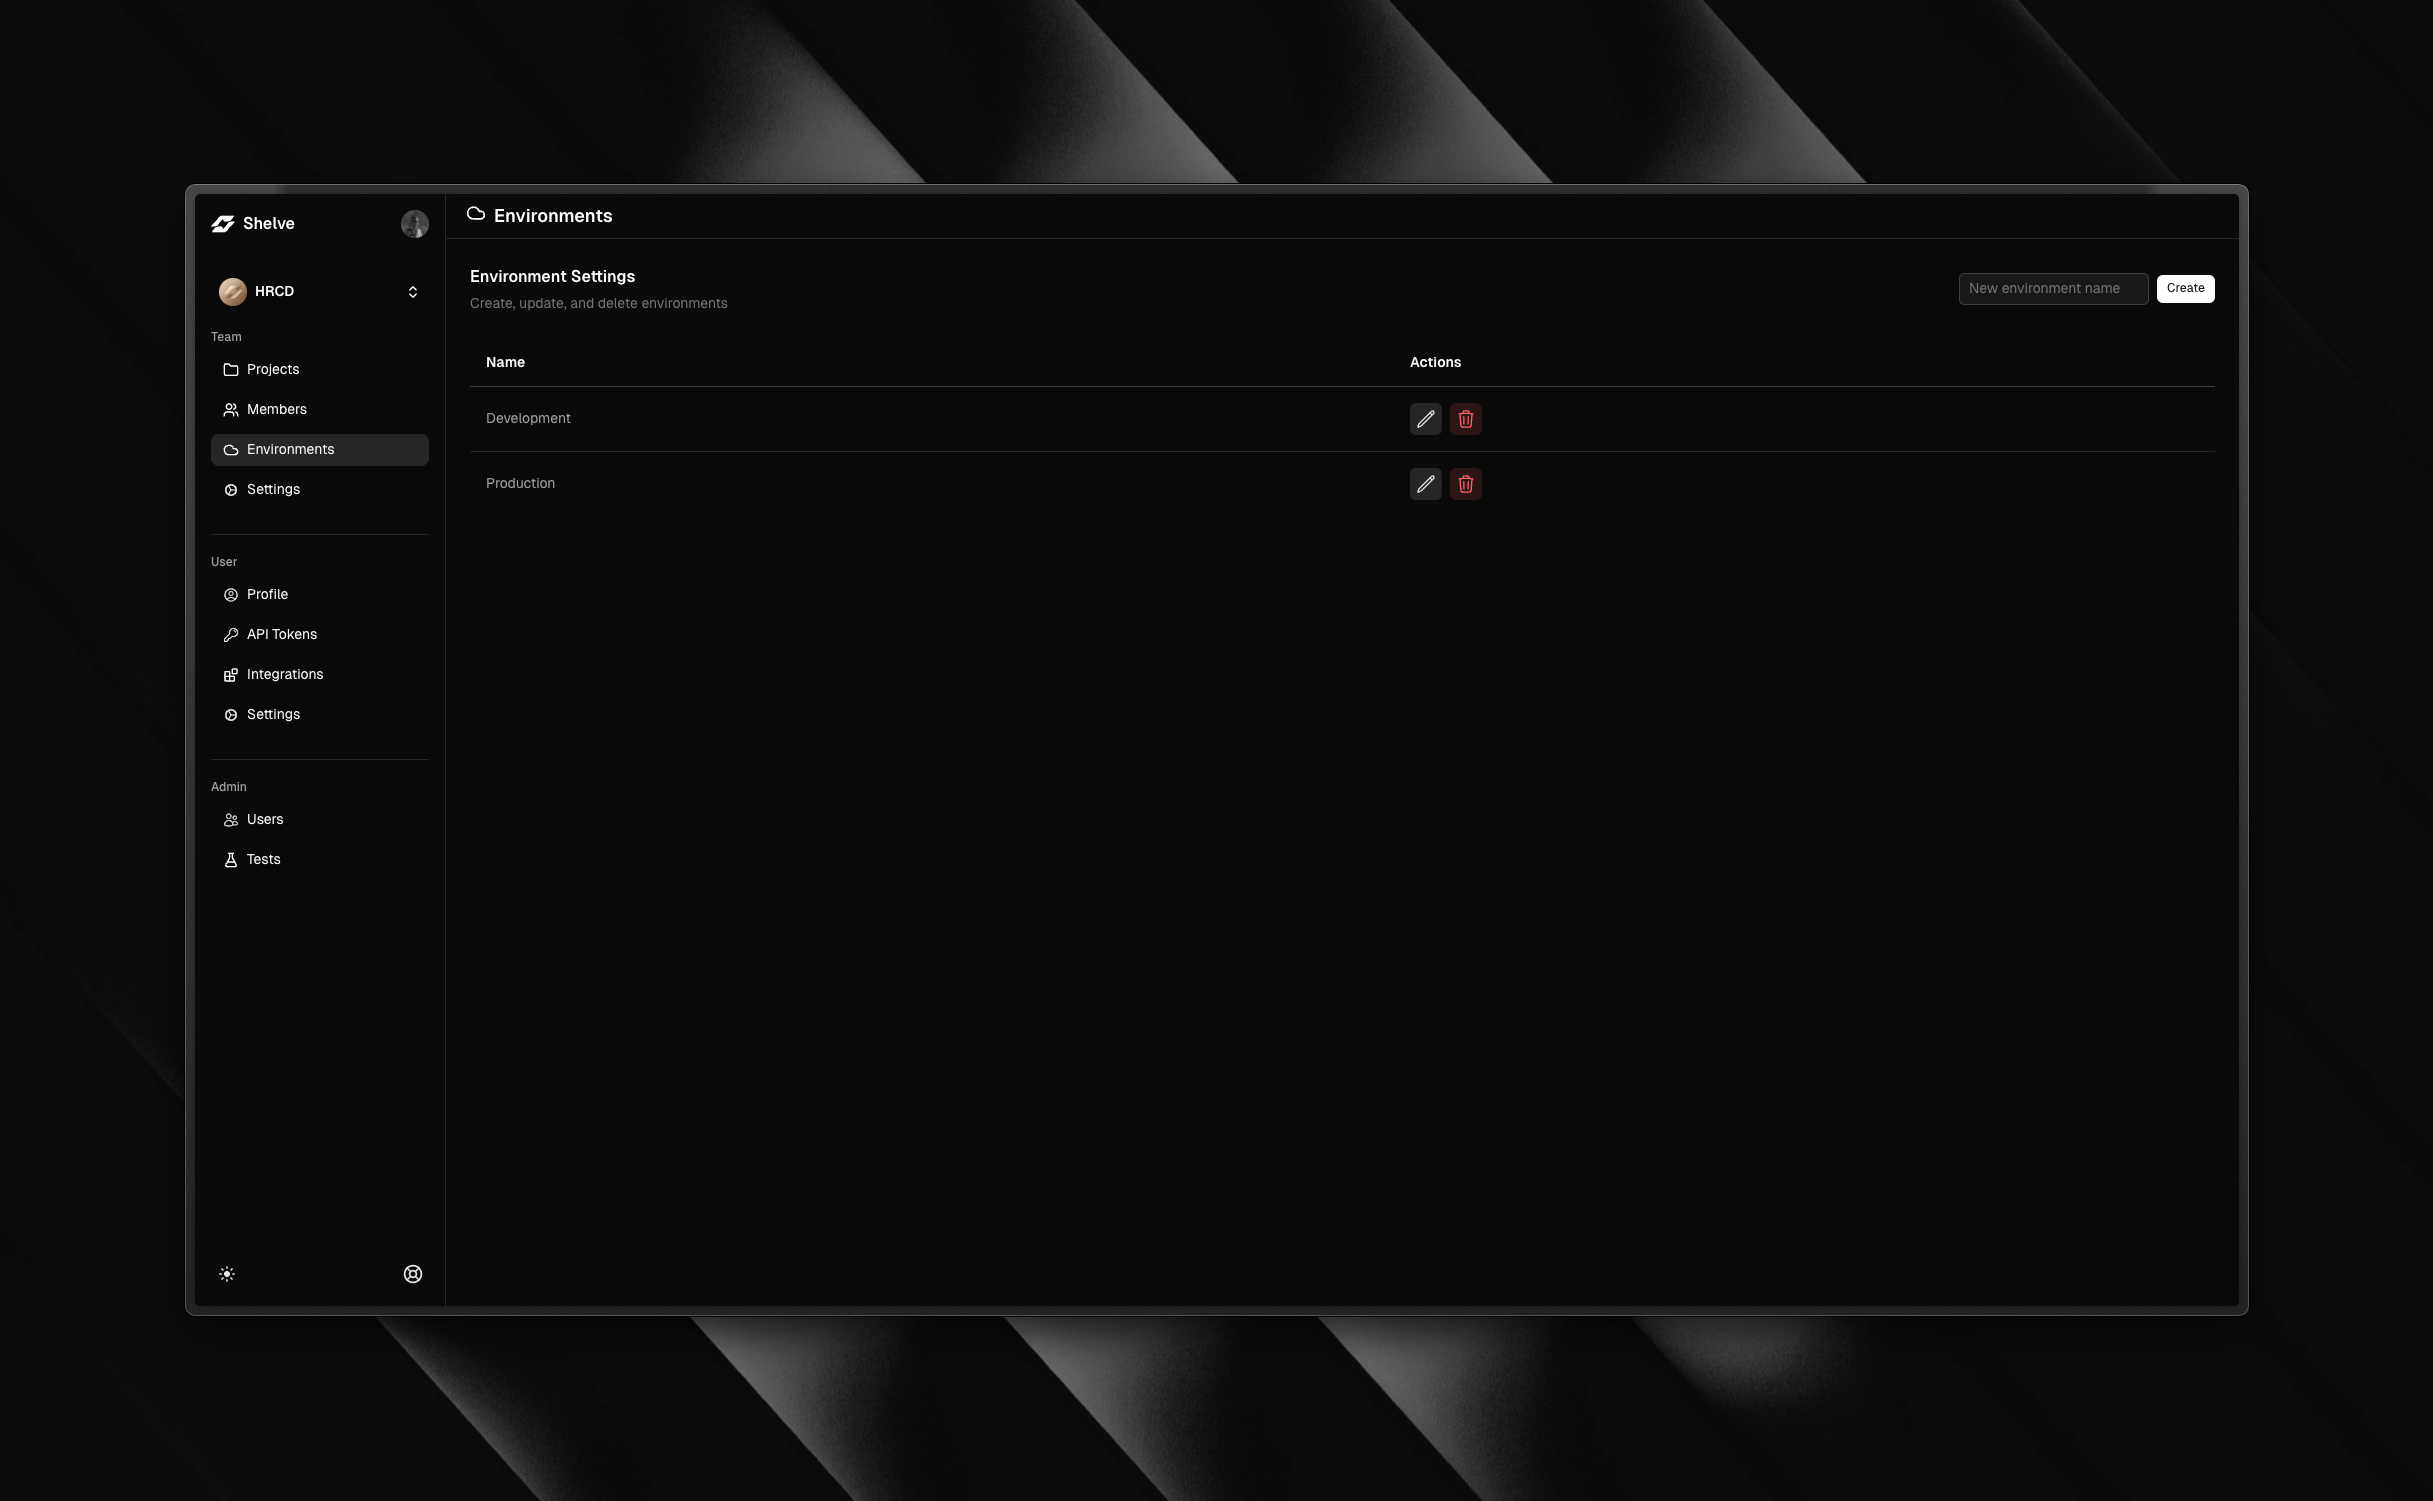 Shelve
HRCD
Team
Projects
Members
Environments
Settings
User
Profile
API Tokens
Integrations
Settings
Admin
Users
Tests
Environments
Environment Settings
Create, update, and delete environments
New environment name
Create
Name
Actions
Development
Production